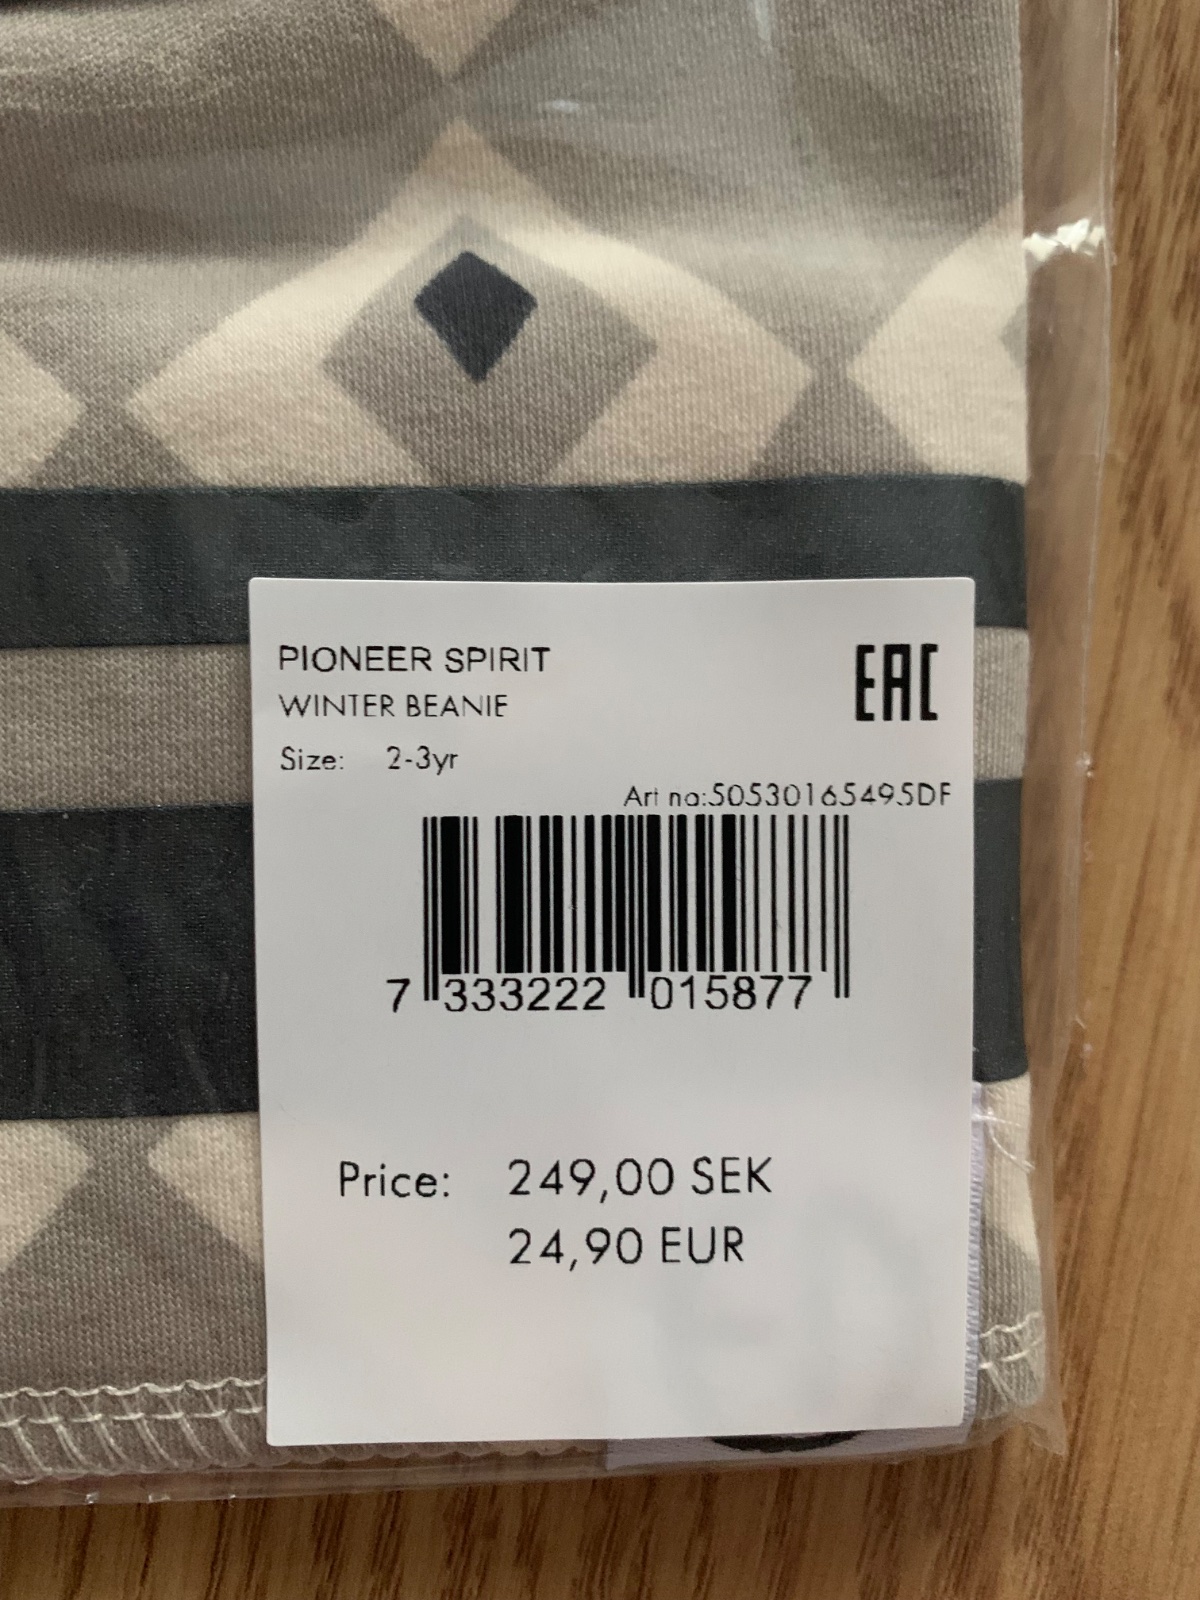 PIONEER SPIRIT
EAC
WINTER BEANIE
Size: 2-3yr
Art no:50530165495DF
7 333222 015877
Price: 249,00 SEK
24,90 EUR